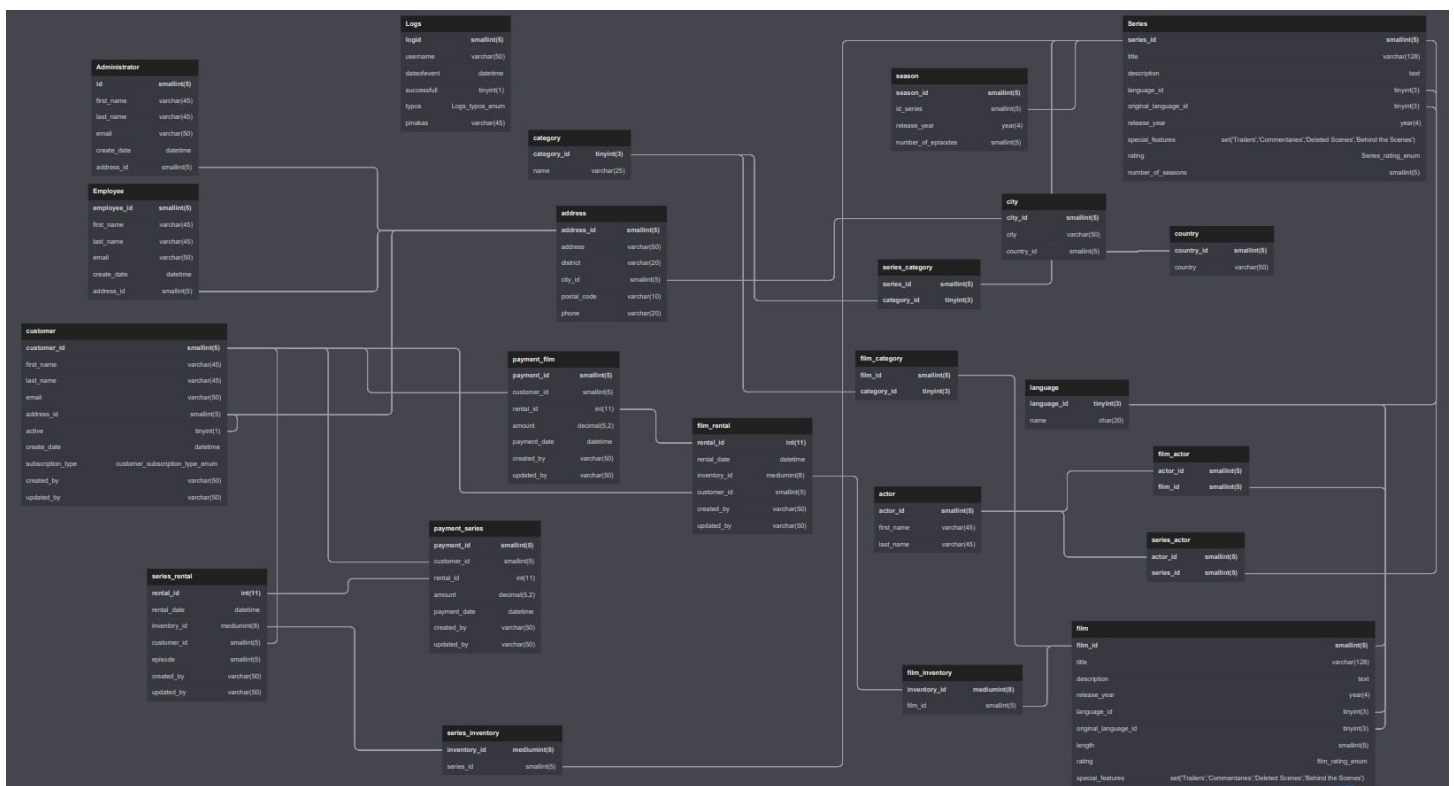 Logs
logid smallint(5)
username varchar(50)
dateofevent datetime
successfull tinyint(1)
typos Logs_typos_enum
pinakas varchar(45)
Series
series_id smallint(5)
title varchar(128)
description text
language_id tinyint(3)
original_language_id tinyint(3)
release_year year(4)
special_features set('Trailers','Commentaries','Deleted Scenes','Behind the Scenes')
rating Series_rating_enum
number_of_seasons smallint(5)
Administrator
id smallint(5)
first_name varchar(45)
last_name varchar(45)
email varchar(50)
create_date datetime
address_id smallint(5)
season
season_id smallint(5)
id_series smallint(5)
release_year year(4)
number_of_episodes smallint(5)
category
category_id tinyint(3)
name varchar(25)
Employee
employee_id smallint(5)
first_name varchar(45)
last_name varchar(45)
email varchar(50)
create_date datetime
address_id smallint(5)
address
address_id smallint(5)
address varchar(50)
district varchar(20)
city_id smallint(5)
postal_code varchar(10)
phone varchar(20)
city
city_id smallint(5)
city varchar(50)
country_id smallint(5)
country
country_id smallint(5)
country varchar(50)
series_category
series_id smallint(5)
category_id tinyint(3)
customer
customer_id smallint(5)
first_name varchar(45)
last_name varchar(45)
email varchar(50)
address_id smallint(5)
active tinyint(1)
create_date datetime
subscription_type customer_subscription_type_enum
created_by varchar(50)
updated_by varchar(50)
payment_film
payment_id smallint(5)
customer_id smallint(5)
rental_id int(11)
amount decimal(5,2)
payment_date datetime
created_by varchar(50)
updated_by varchar(50)
film_category
film_id smallint(5)
category_id tinyint(3)
language
language_id tinyint(3)
name char(20)
film_rental
rental_id int(11)
rental_date datetime
inventory_id mediumint(8)
customer_id smallint(5)
created_by varchar(50)
updated_by varchar(50)
film_actor
actor_id smallint(5)
film_id smallint(5)
actor
actor_id smallint(5)
first_name varchar(45)
last_name varchar(45)
payment_series
payment_id smallint(5)
customer_id smallint(5)
rental_id int(11)
amount decimal(5,2)
payment_date datetime
created_by varchar(50)
updated_by varchar(50)
series_actor
actor_id smallint(5)
series_id smallint(5)
series_rental
rental_id int(11)
rental_date datetime
inventory_id mediumint(8)
customer_id smallint(5)
episode smallint(5)
created_by varchar(50)
updated_by varchar(50)
film
film_id smallint(5)
title varchar(128)
description text
release_year year(4)
language_id tinyint(3)
original_language_id tinyint(3)
length smallint(5)
rating film_rating_enum
special_features set('Trailers','Commentaries','Deleted Scenes','Behind the Scenes')
film_inventory
inventory_id mediumint(8)
film_id smallint(5)
series_inventory
inventory_id mediumint(8)
series_id smallint(5)